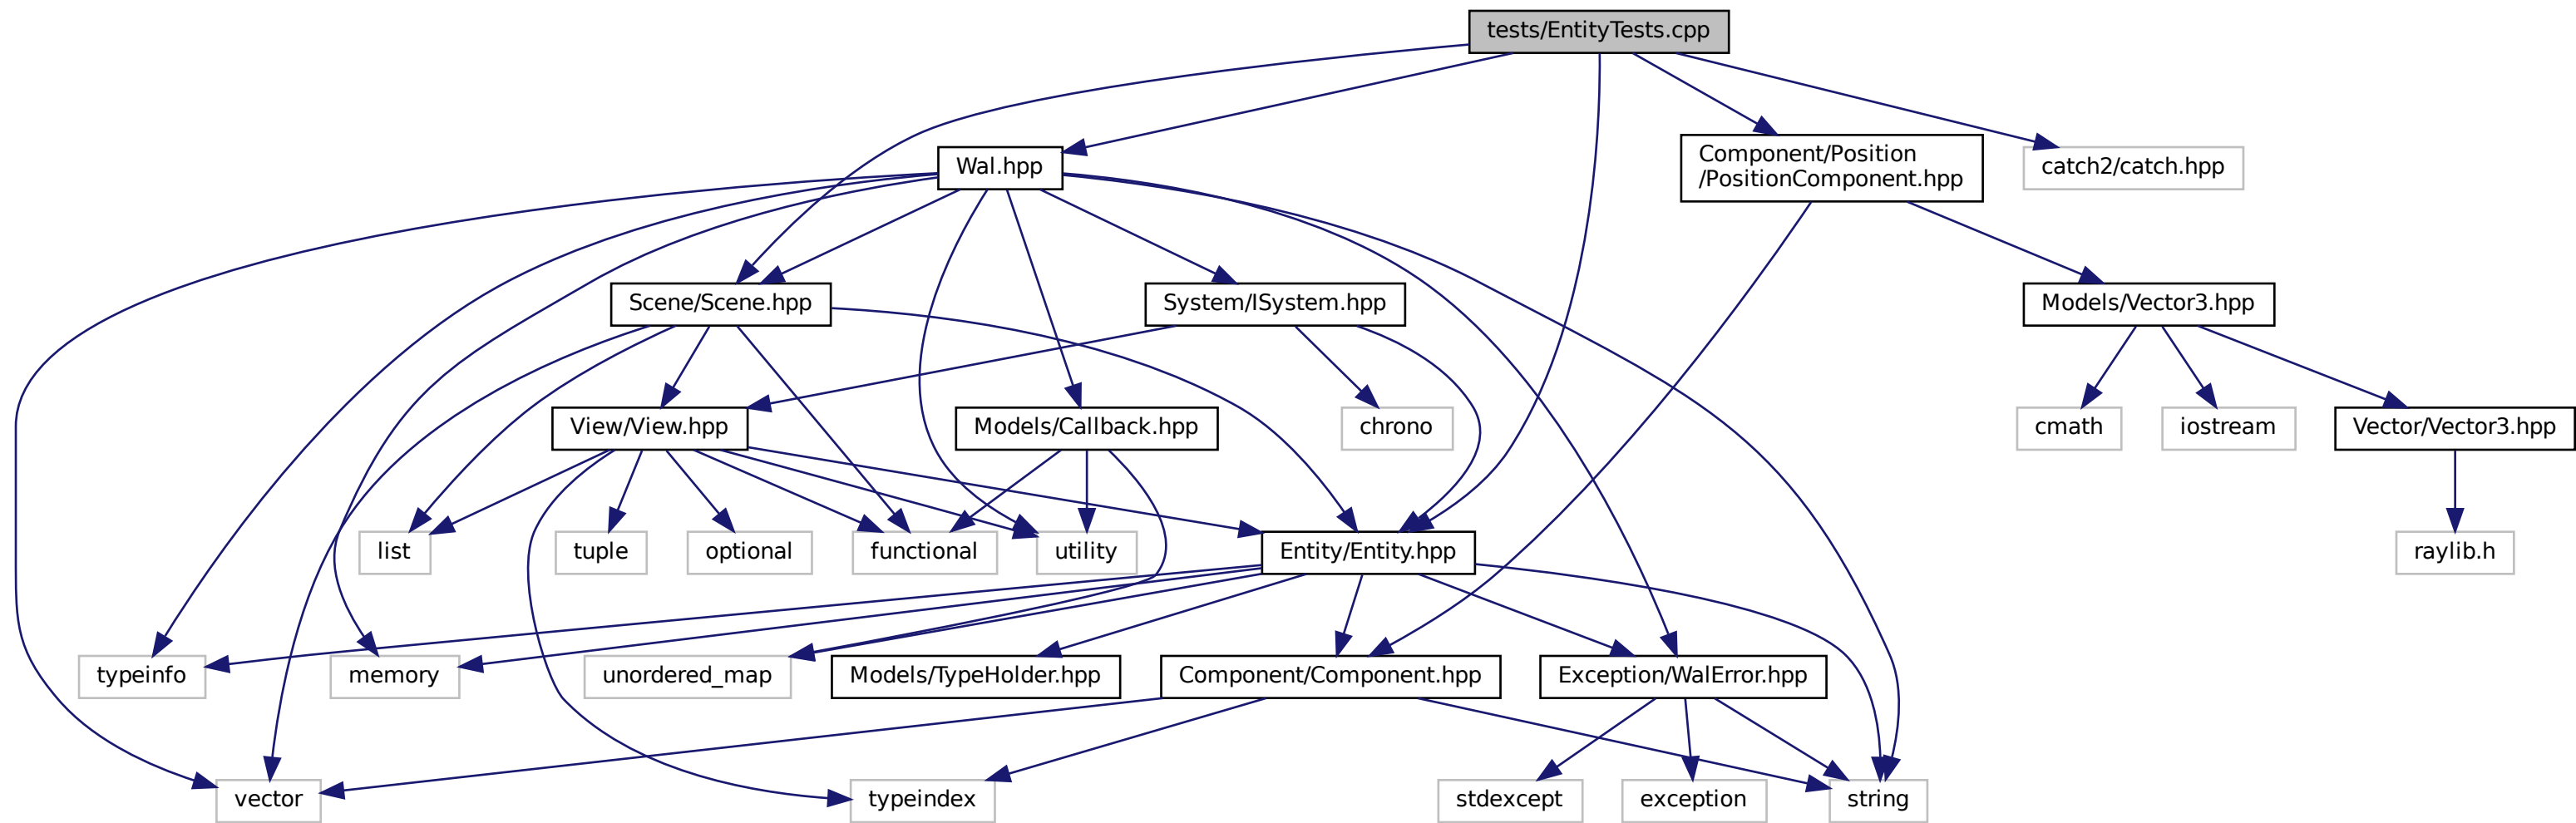 tests/EntityTests.cpp
Wal.hpp
Component/Position
/PositionComponent.hpp
catch2/catch.hpp
Scene/Scene.hpp
System/ISystem.hpp
Models/Vector3.hpp
View/View.hpp
Models/Callback.hpp
chrono
cmath
iostream
Vector/Vector3.hpp
list
tuple
optional
functional
utility
Entity/Entity.hpp
raylib.h
typeinfo
memory
unordered_map
Models/TypeHolder.hpp
Component/Component.hpp
Exception/WalError.hpp
vector
typeindex
stdexcept
exception
string